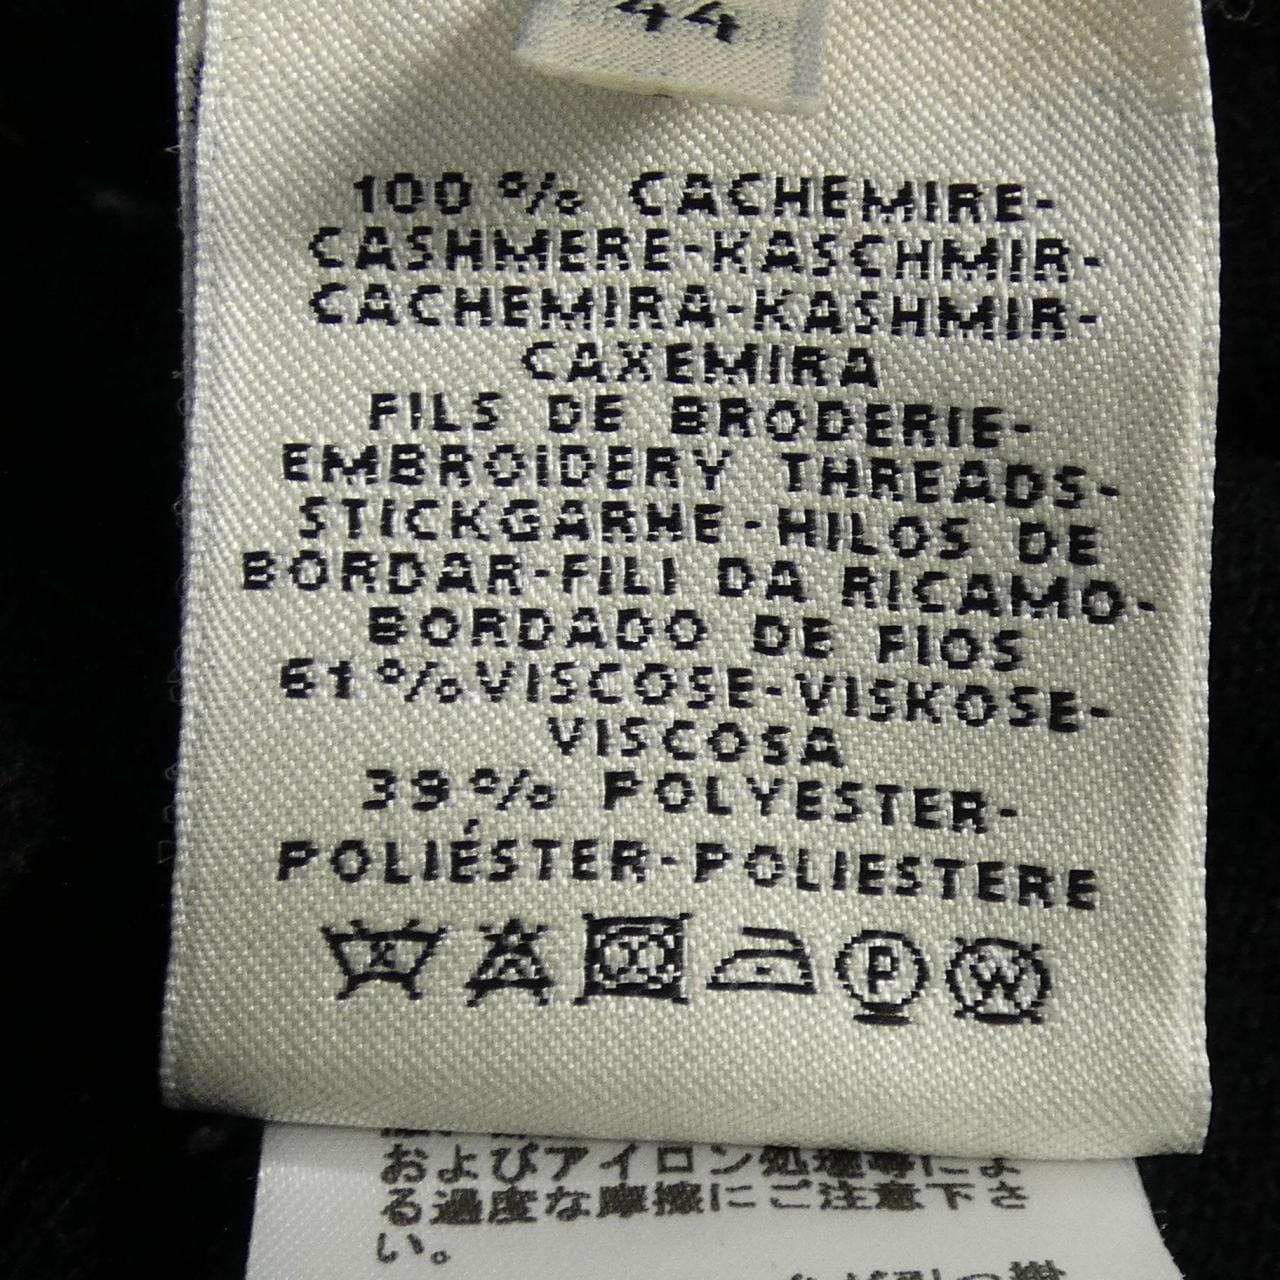 44
100 % CACHEMIRE-
CASHMERE-KASCHMIR-
CACHEMIRA-KASHMIR-
CAXEMIRA
FILS DE BRODERIE-
EMBROIDERY THREADS-
STICKGARNE-HILOS DE
BORDAR-FILI DA RICAMO-
BORDADO DE FIOS
61 % VISCOSE-VISKOSE-
VISCOSA
39 % POLYESTER-
POLIÉSTER-POLIESTERE
P W
およびアイロン処理等によ
る過度な摩擦にご注意下さ
い。